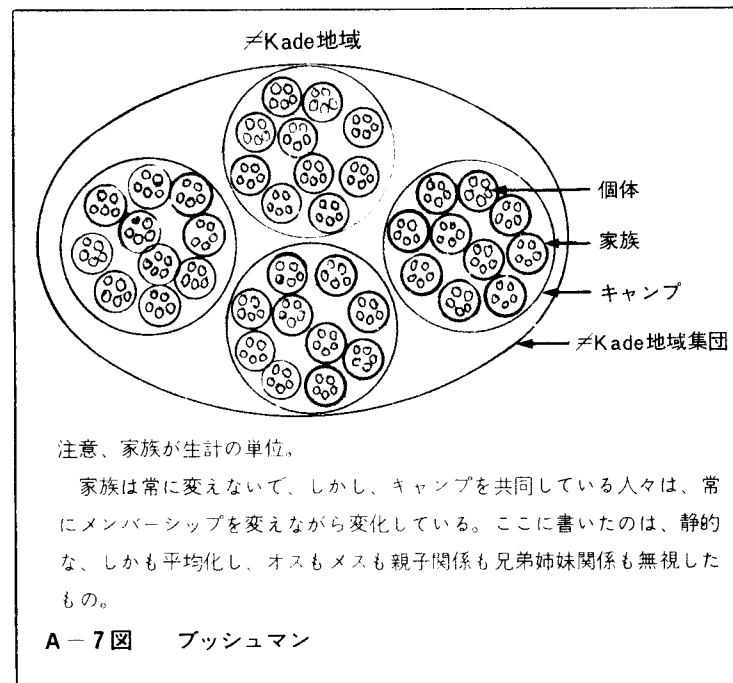 ≠Kade地域
個体
家族
キャンプ
≠Kade地域集団
注意、家族が生計の単位。
家族は常に変えないで、しかし、キャンプを共同している人々は、常
にメンバーシップを変えながら変化している。ここに書いたのは、静的
な、しかも平均化し、オスもメスも親子関係も兄弟姉妹関係も無視した
もの。
A－7図　ブッシュマン